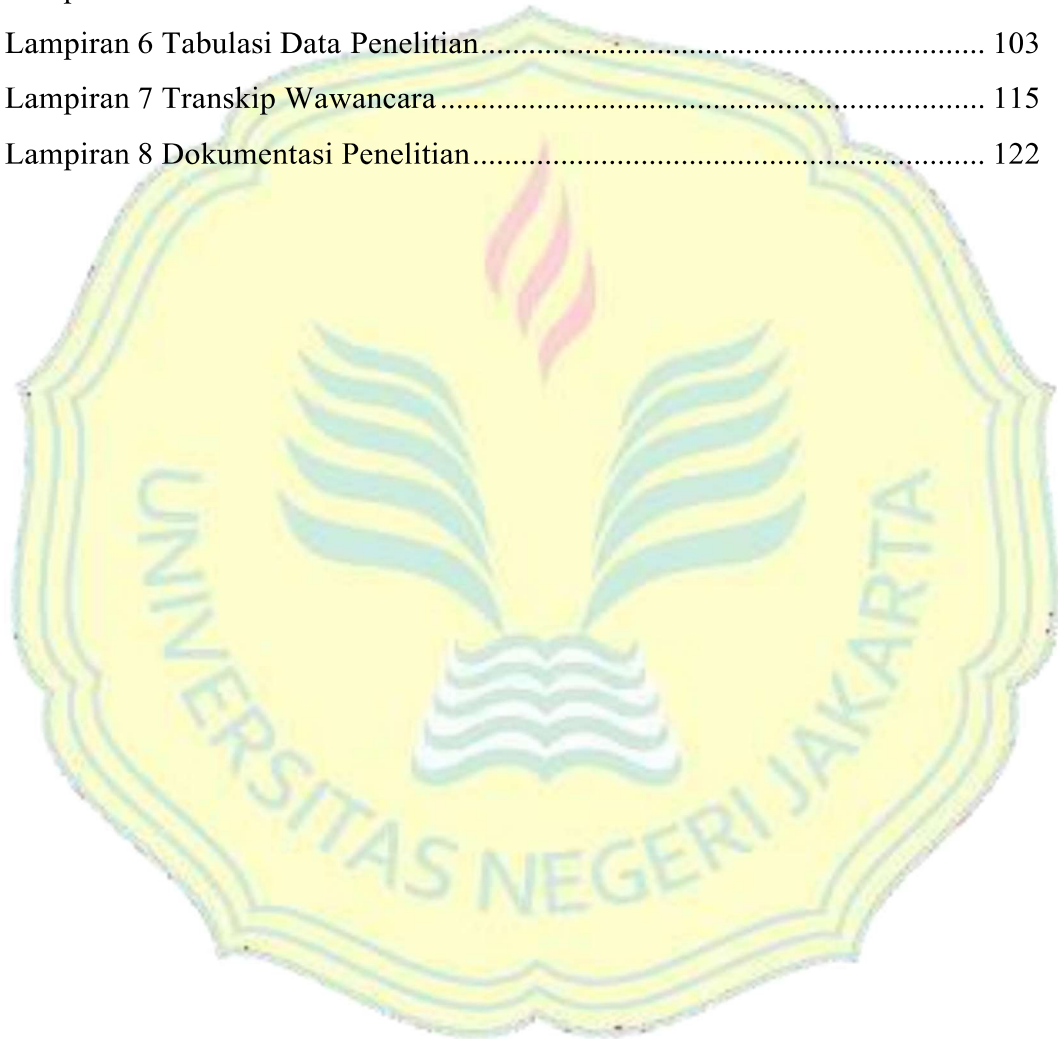 Lampiran 6 Tabulasi Data Penelitian................................................................. 103
Lampiran 7 Transkip Wawancara...................................................................... 115
Lampiran 8 Dokumentasi Penelitian.................................................................. 122
UNIVERSITAS NEGERI JAKARTA